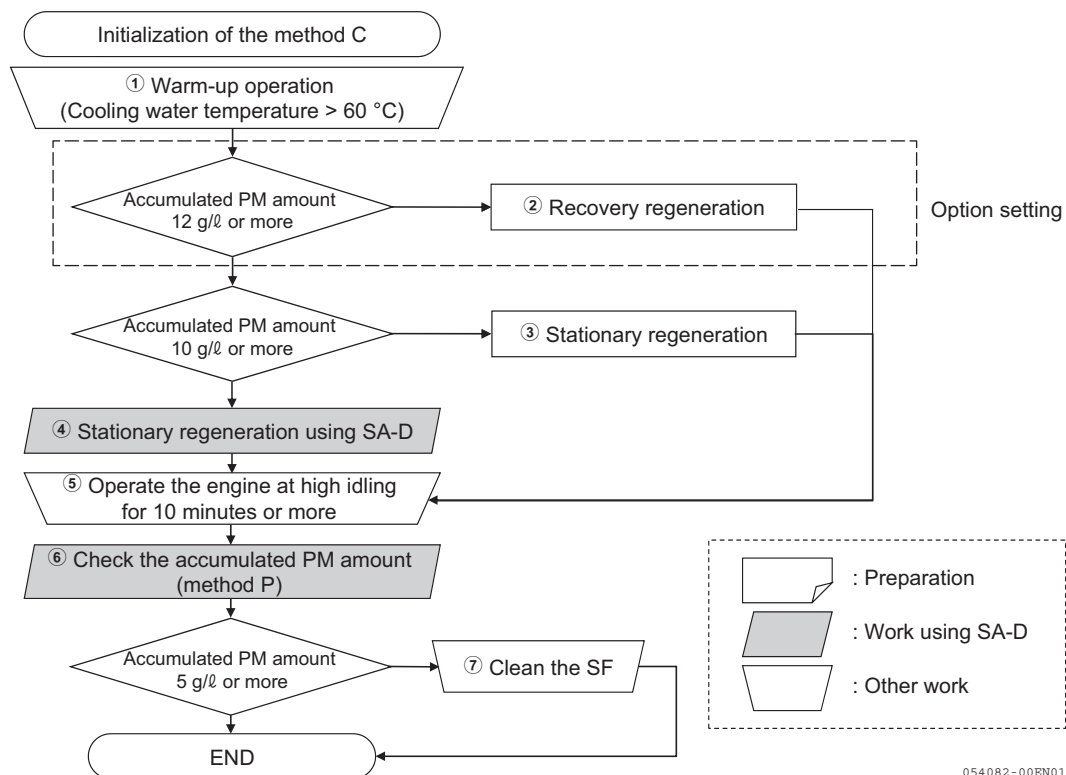 Initialization of the method C
① Warm-up operation
(Cooling water temperature > 60 °C)
Accumulated PM amount
12 g/ℓ or more
② Recovery regeneration
Option setting
Accumulated PM amount
10 g/ℓ or more
③ Stationary regeneration
④ Stationary regeneration using SA-D
⑤ Operate the engine at high idling
for 10 minutes or more
⑥ Check the accumulated PM amount
(method P)
Accumulated PM amount
5 g/ℓ or more
⑦ Clean the SF
END
: Preparation
: Work using SA-D
: Other work
054082-00EN01